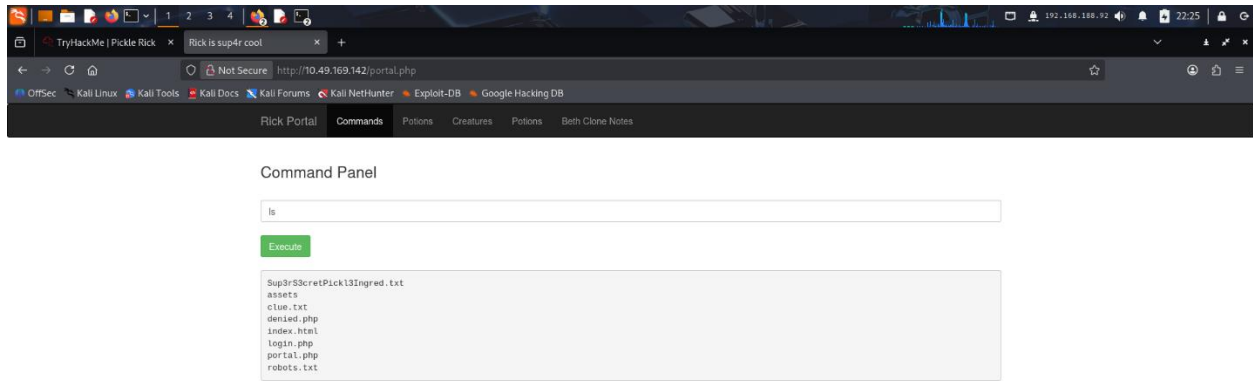 1 2 3 4 192.168.188.92 22:25
TryHackMe | Pickle Rick Rick is sup4r cool
Not Secure http://10.49.169.142/portal.php
OffSec Kali Linux Kali Tools Kali Docs Kali Forums Kali NetHunter Exploit-DB Google Hacking DB
Rick Portal Commands Potions Creatures Potions Beth Clone Notes
Command Panel
ls
Execute
Sup3rS3cretPickl3Ingred.txt
assets
clue.txt
denied.php
index.html
login.php
portal.php
robots.txt